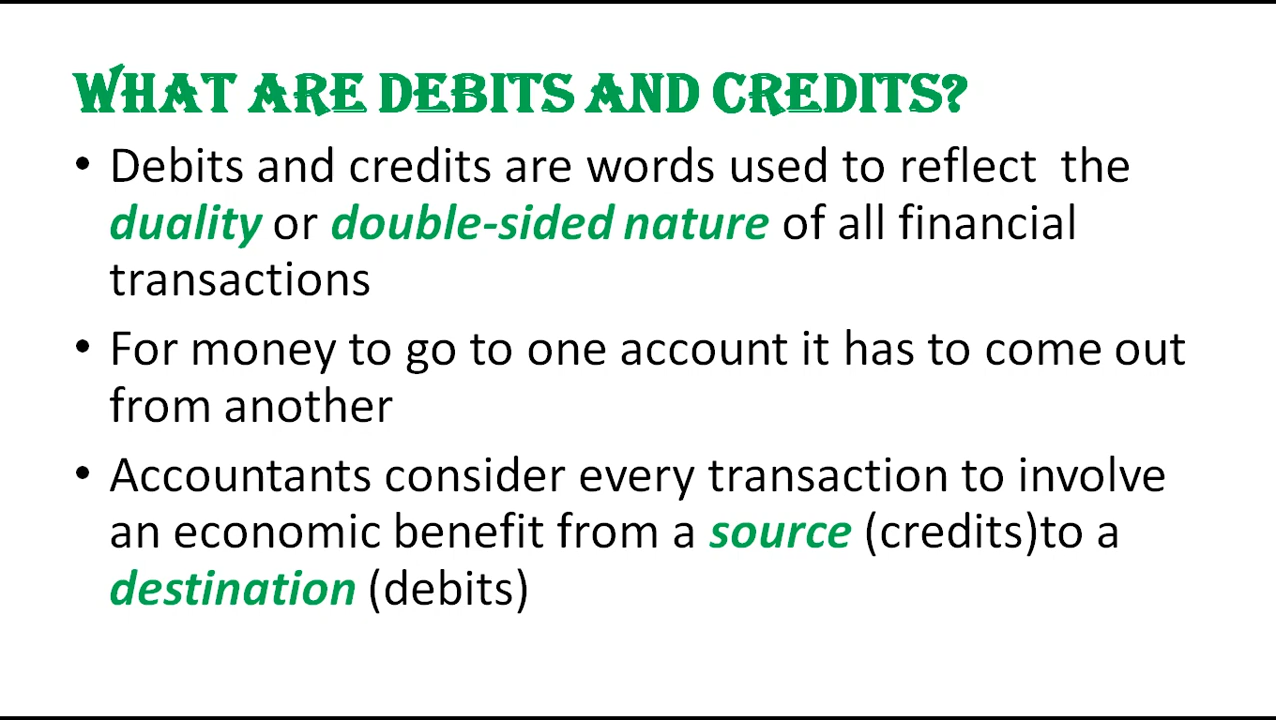 WHAT ARE DEBITS AND CREDITS?
• Debits and credits are words used to reflect  the
duality or double-sided nature of all financial
transactions
• For money to go to one account it has to come out
from another
• Accountants consider every transaction to involve
an economic benefit from a source (credits)to a
destination (debits)